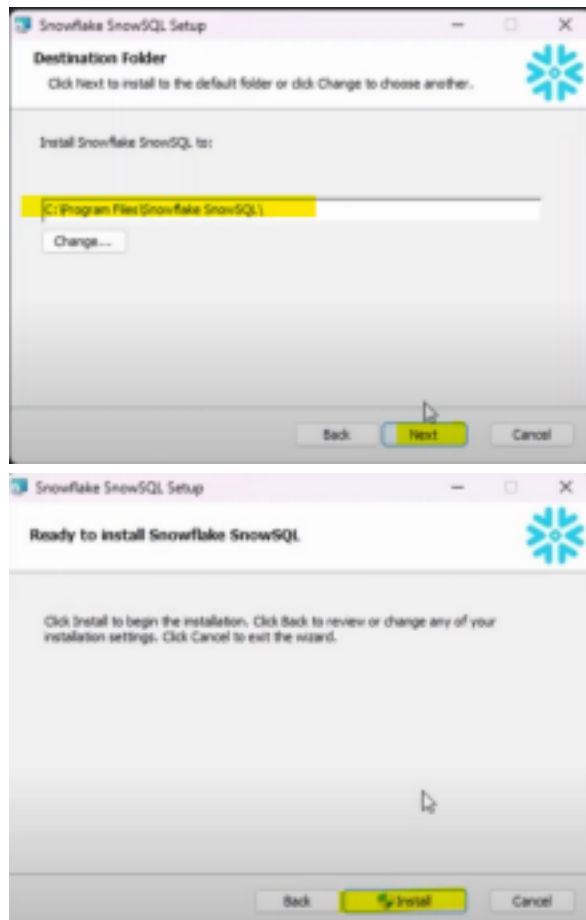 Snowflake SnowSQL Setup
Destination Folder
Click Next to install to the default folder or click Change to choose another.
Install Snowflake SnowSQL to:
C:\Program Files\Snowflake SnowSQL\
Change...
Back Next Cancel
Snowflake SnowSQL Setup
Ready to install Snowflake SnowSQL
Click Install to begin the installation. Click Back to review or change any of your
installation settings. Click Cancel to exit the wizard.
Back Install Cancel